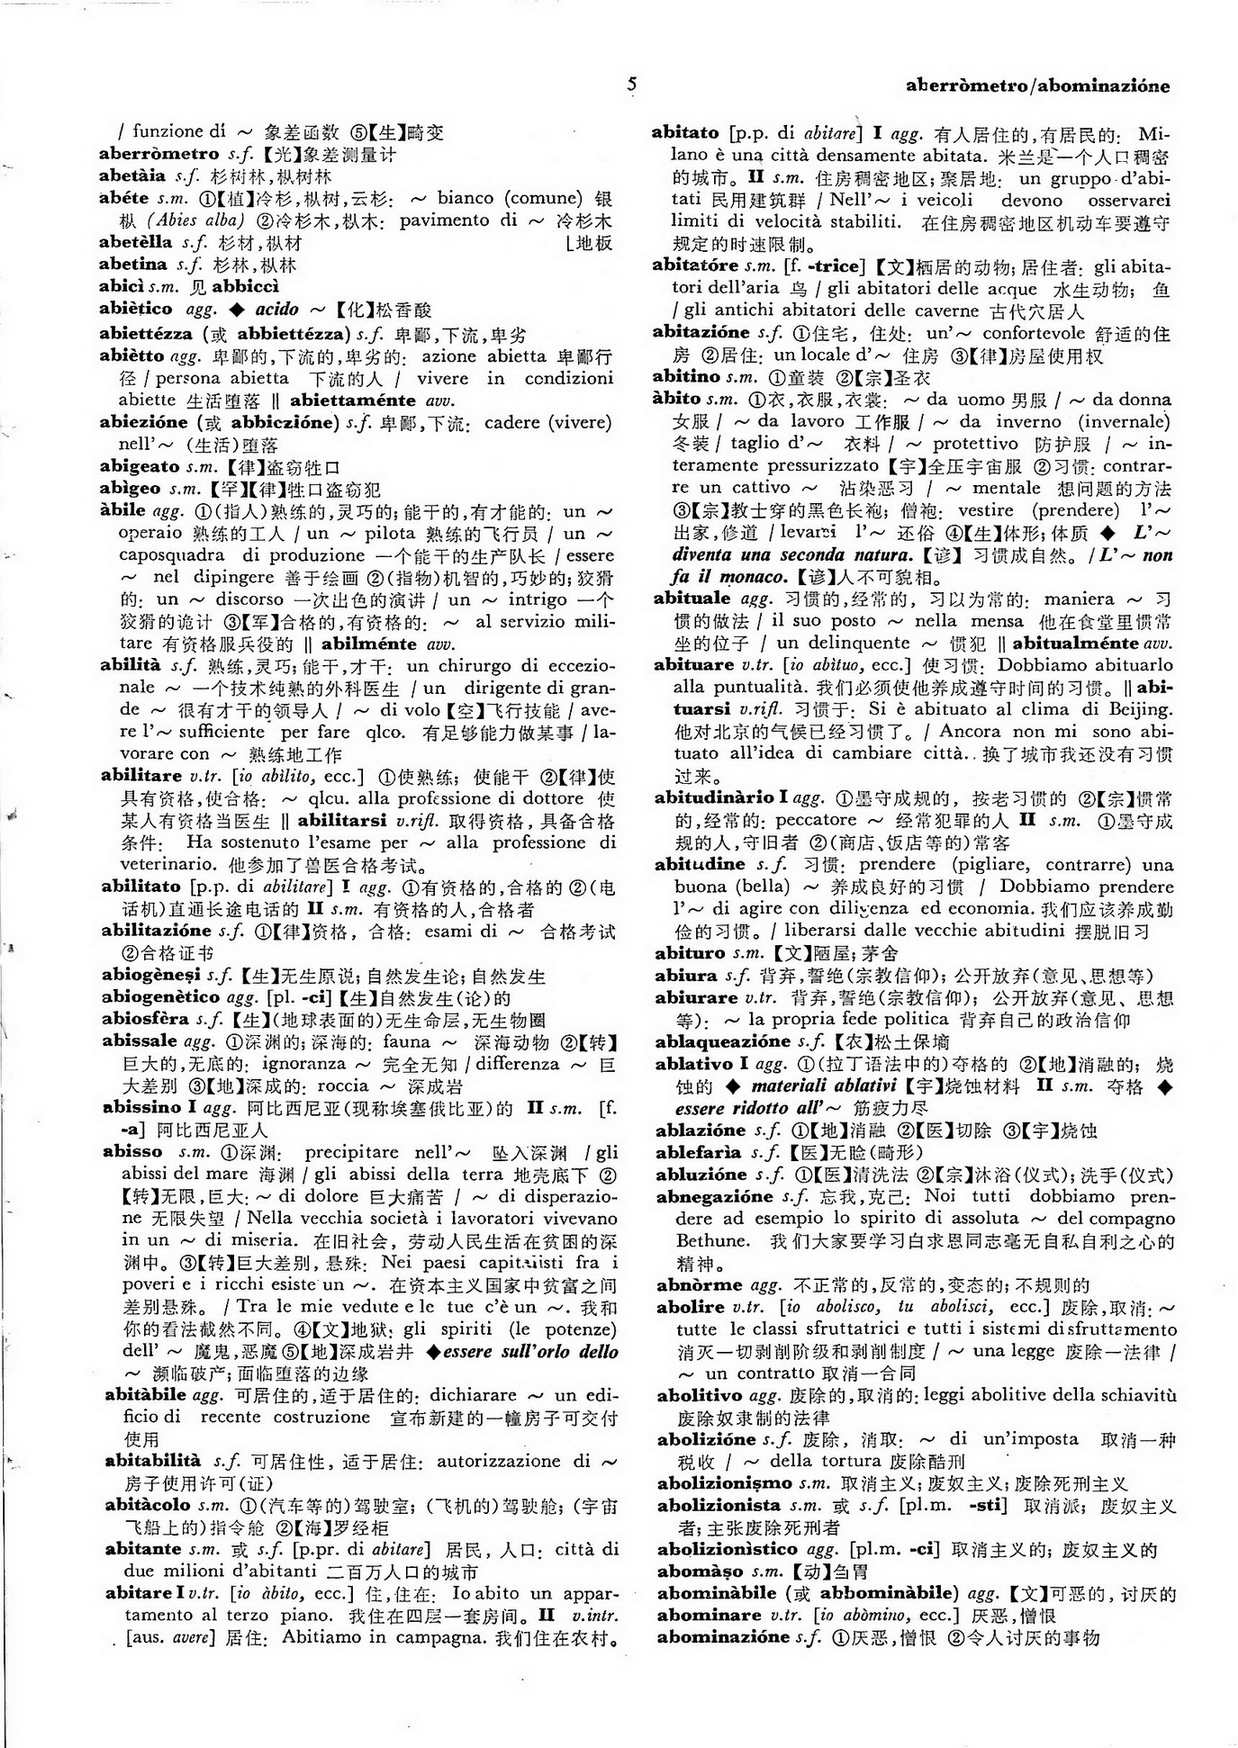 5
aberròmetro/abominazióne
/ funzione di ～ 象差函数 ⑤【生】畸变
aberròmetro s.f. 【光】象差测量计
abetàia s.f. 杉树林,枞树林
abéte s.m. ①【植】冷杉,枞树,云杉: ～ bianco (comune) 银
枞 (Abies alba) ②冷杉木,枞木: pavimento di ～ 冷杉木
abetèlla s.f. 杉材,枞材 ⌊地板
abetina s.f. 杉林,枞林
abicì s.m. 见 abbiccì
abiètico agg. ◆ acido ～【化】松香酸
abiettézza (或 abbiettézza) s.f. 卑鄙,下流,卑劣
abiètto agg. 卑鄙的,下流的,卑劣的: azione abietta 卑鄙行
径 / persona abietta 下流的人 / vivere in condizioni
abiette 生活堕落 ‖ abiettaménte avv.
abiezióne (或 abbiczióne) s.f. 卑鄙,下流: cadere (vivere)
nell'～ (生活)堕落
abigeato s.m. 【律】盗窃牲口
abìgeo s.m. 【罕】【律】牲口盗窃犯
àbile agg. ①(指人)熟练的,灵巧的;能干的,有才能的: un ～
operaio 熟练的工人 / un ～ pilota 熟练的飞行员 / un ～
caposquadra di produzione 一个能干的生产队长 / essere
～ nel dipingere 善于绘画 ②(指物)机智的,巧妙的;狡猾
的: un ～ discorso 一次出色的演讲 / un ～ intrigo 一个
狡猾的诡计 ③【军】合格的,有资格的: ～ al servizio mili-
tare 有资格服兵役的 ‖ abilménte avv.
abilità s.f. 熟练,灵巧;能干,才干: un chirurgo di eccezio-
nale ～ 一个技术纯熟的外科医生 / un dirigente di gran-
de ～ 很有才干的领导人 / ～ di volo【空】飞行技能 / ave-
re l'～ sufficiente per fare qlco. 有足够能力做某事 / la-
vorare con ～ 熟练地工作
abilitare v.tr. [io abìlito, ecc.] ①使熟练; 使能干 ②【律】使
具有资格,使合格: ～ qlcu. alla professione di dottore 使
某人有资格当医生 ‖ abilitarsi v.rifl. 取得资格, 具备合格
条件: Ha sostenuto l'esame per ～ alla professione di
veterinario. 他参加了兽医合格考试。
abilitato [p.p. di abilitare] I agg. ①有资格的,合格的 ②(电
话机)直通长途电话的 II s.m. 有资格的人,合格者
abilitazióne s.f. ①【律】资格, 合格: esami di ～ 合格考试
②合格证书
abiogènesi s.f. 【生】无生原说; 自然发生论; 自然发生
abiogenètico agg. [pl. -ci]【生】自然发生(论)的
abiosfèra s.f. 【生】(地球表面的)无生命层,无生物圈
abissale agg. ①深渊的;深海的: fauna ～ 深海动物 ②【转】
巨大的,无底的: ignoranza ～ 完全无知 / differenza ～ 巨
大差别 ③【地】深成的: roccia ～ 深成岩
abissino I agg. 阿比西尼亚(现称埃塞俄比亚)的 II s.m. [f.
-a] 阿比西尼亚人
abisso s.m. ①深渊: precipitare nell'～ 坠入深渊 / gli
abissi del mare 海渊 / gli abissi della terra 地壳底下 ②
【转】无限,巨大: ～ di dolore 巨大痛苦 / ～ di disperazio-
ne 无限失望 / Nella vecchia società i lavoratori vivevano
in un ～ di miseria. 在旧社会, 劳动人民生活在贫困的深
渊中。③【转】巨大差别, 悬殊: Nei paesi capitalisti fra i
poveri e i ricchi esiste un ～. 在资本主义国家中贫富之间
差别悬殊。 / Tra le mie vedute e le tue c'è un ～. 我和
你的看法截然不同。④【文】地狱: gli spiriti (le potenze)
dell' ～ 魔鬼,恶魔 ⑤【地】深成岩井 ◆essere sull'orlo dello
～ 濒临破产;面临堕落的边缘
abitàbile agg. 可居住的,适于居住的: dichiarare ～ un edi-
ficio di recente costruzione 宣布新建的一幢房子可交付
使用
abitabilità s.f. 可居住性, 适于居住: autorizzazione di ～
房子使用许可(证)
abitàcolo s.m. ①(汽车等的)驾驶室; (飞机的)驾驶舱; (宇宙
飞船上的)指令舱 ②【海】罗经柜
abitante s.m. 或 s.f. [p.pr. di abitare] 居民, 人口: città di
due milioni d'abitanti 二百万人口的城市
abitare I v.tr. [io àbito, ecc.] 住,住在: Io abito un appar-
tamento al terzo piano. 我住在四层一套房间。II v.intr.
[aus. avere] 居住: Abitiamo in campagna. 我们住在农村。
abitato [p.p. di abitare] I agg. 有人居住的,有居民的: Mi-
lano è una città densamente abitata. 米兰是一个人口稠密
的城市。II s.m. 住房稠密地区; 聚居地: un gruppo d'abi-
tati 民用建筑群 / Nell'～ i veicoli devono osservarei
limiti di velocità stabiliti. 在住房稠密地区机动车要遵守
规定的时速限制。
abitatóre s.m. [f. -trice]【文】栖居的动物; 居住者: gli abita-
tori dell'aria 鸟 / gli abitatori delle acque 水生动物; 鱼
/ gli antichi abitatori delle caverne 古代穴居人
abitazióne s.f. ①住宅, 住处: un'～ confortevole 舒适的住
房 ②居住: un locale d'～ 住房 ③【律】房屋使用权
abitino s.m. ①童装 ②【宗】圣衣
àbito s.m. ①衣,衣服,衣裳: ～ da uomo 男服 / ～ da donna
女服 / ～ da lavoro 工作服 / ～ da inverno (invernale)
冬装 / taglio d'～ 衣料 / ～ protettivo 防护服 / ～ in-
teramente pressurizzato【宇】全压宇宙服 ②习惯: contrar-
re un cattivo ～ 沾染恶习 / ～ mentale 想问题的方法
③【宗】教士穿的黑色长袍; 僧袍: vestire (prendere) l'～
出家,修道 / levarsi l'～ 还俗 ④【生】体形;体质 ◆ L'～
diventa una seconda natura.【谚】习惯成自然。/ L'～ non
fa il monaco.【谚】人不可貌相。
abituale agg. 习惯的,经常的, 习以为常的: maniera ～ 习
惯的做法 / il suo posto ～ nella mensa 他在食堂里惯常
坐的位子 / un delinquente ～ 惯犯 ‖ abitualménte avv.
abituare v.tr. [io abìtuo, ecc.] 使习惯: Dobbiamo abituarlo
alla puntualità. 我们必须使他养成遵守时间的习惯。‖ abi-
tuarsi v.rifl. 习惯于: Si è abituato al clima di Beijing.
他对北京的气候已经习惯了。/ Ancora non mi sono abi-
tuato all'idea di cambiare città.. 换了城市我还没有习惯
过来。
abitudinàrio I agg. ①墨守成规的, 按老习惯的 ②【宗】惯常
的,经常的: peccatore ～ 经常犯罪的人 II s.m. ①墨守成
规的人,守旧者 ②(商店、饭店等的)常客
abitudine s.f. 习惯: prendere (pigliare, contrarre) una
buona (bella) ～ 养成良好的习惯 / Dobbiamo prendere
l'～ di agire con diligenza ed economia. 我们应该养成勤
俭的习惯。/ liberarsi dalle vecchie abitudini 摆脱旧习
abituro s.m. 【文】陋屋; 茅舍
abiura s.f. 背弃,誓绝(宗教信仰); 公开放弃(意见、思想等)
abiurare v.tr. 背弃,誓绝(宗教信仰); 公开放弃(意见、思想
等): ～ la propria fede politica 背弃自己的政治信仰
ablaqueazióne s.f. 【农】松土保墒
ablativo I agg. ①(拉丁语法中的)夺格的 ②【地】消融的; 烧
蚀的 ◆ materiali ablativi【宇】烧蚀材料 II s.m. 夺格 ◆
essere ridotto all'～ 筋疲力尽
ablazióne s.f. ①【地】消融 ②【医】切除 ③【宇】烧蚀
ablefarìa s.f. 【医】无睑(畸形)
abluzióne s.f. ①【医】清洗法 ②【宗】沐浴(仪式); 洗手(仪式)
abnegazióne s.f. 忘我,克己: Noi tutti dobbiamo pren-
dere ad esempio lo spirito di assoluta ～ del compagno
Bethune. 我们大家要学习白求恩同志毫无自私自利之心的
精神。
abnòrme agg. 不正常的,反常的,变态的; 不规则的
abolire v.tr. [io abolisco, tu abolisci, ecc.] 废除,取消: ～
tutte le classi sfruttatrici e tutti i sistemi di sfruttamento
消灭一切剥削阶级和剥削制度 / ～ una legge 废除一法律 /
～ un contratto 取消一合同
abolitivo agg. 废除的,取消的: leggi abolitive della schiavitù
废除奴隶制的法律
abolizióne s.f. 废除, 消取: ～ di un'imposta 取消一种
税收 / ～ della tortura 废除酷刑
abolizionismo s.m. 取消主义; 废奴主义; 废除死刑主义
abolizionista s.m. 或 s.f. [pl.m. -sti] 取消派; 废奴主义
者; 主张废除死刑者
abolizionìstico agg. [pl.m. -ci] 取消主义的; 废奴主义的
abomàso s.m. 【动】刍胃
abominàbile (或 abbominàbile) agg. 【文】可恶的, 讨厌的
abominare v.tr. [io abòmino, ecc.] 厌恶,憎恨
abominazióne s.f. ①厌恶,憎恨 ②令人讨厌的事物